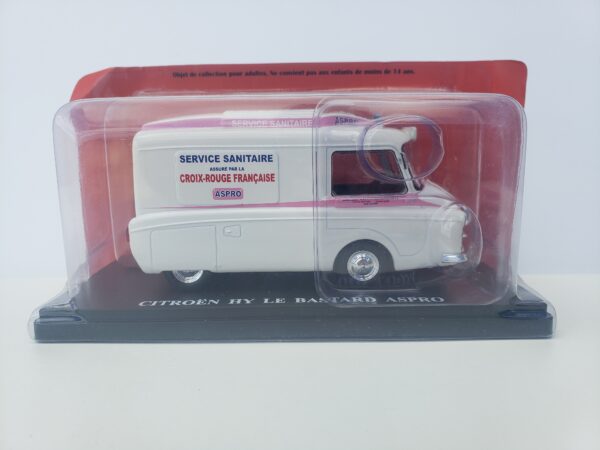 Objet de collection pour adultes. Ne convient pas aux enfants de moins de 14 ans.
SERVICE SANITAIRE
ASPRO
SERVICE SANITAIRE
ASSURÉ PAR LA
CROIX-ROUGE FRANÇAISE
ASPRO
CITROËN HY LE BASTARD ASPRO